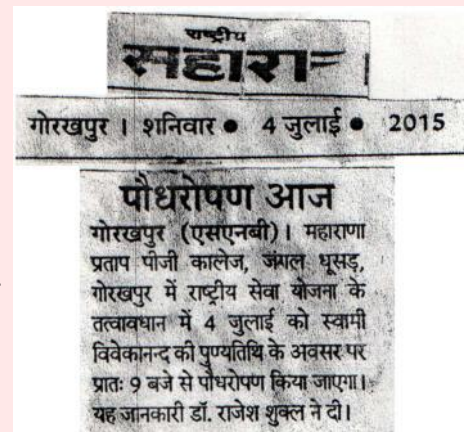 राष्ट्रीय
सहारा
गोरखपुर । शनिवार ● 4 जुलाई ● 2015
पौधरोपण आज
गोरखपुर (एसएनबी)। महाराणा
प्रताप पीजी कालेज, जंगल धूसड़,
गोरखपुर में राष्ट्रीय सेवा योजना के
तत्वावधान में 4 जुलाई को स्वामी
विवेकानन्द की पुण्यतिथि के अवसर पर
प्रातः 9 बजे से पौधरोपण किया जाएगा।
यह जानकारी डॉ. राजेश शुक्ल ने दी।